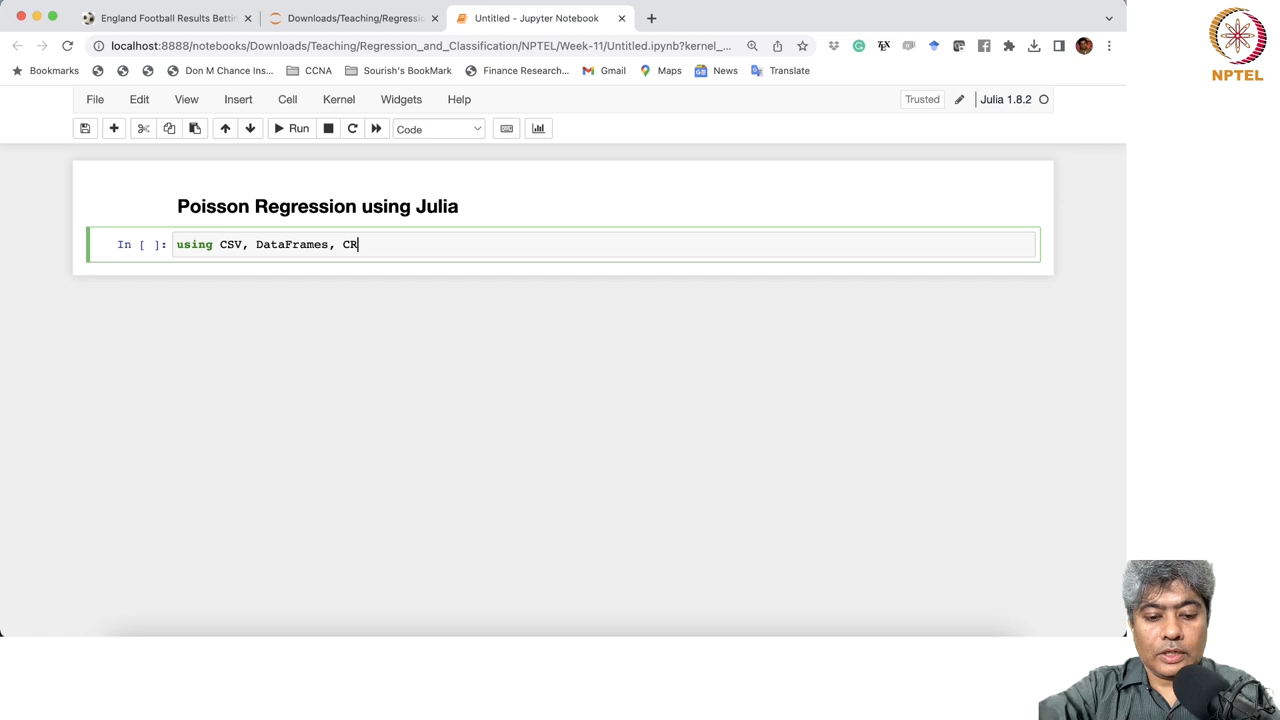 England Football Results Betti
Downloads/Teaching/Regressi
Untitled - Jupyter Notebook
localhost:8888/notebooks/Downloads/Teaching/Regression_and_Classification/NPTEL/Week-11/Untitled.ipynb?kernel_...
Bookmarks
Don M Chance Ins...
CCNA
Sourish's BookMark
Finance Research...
Gmail
Maps
News
Translate
File
Edit
View
Insert
Cell
Kernel
Widgets
Help
Trusted
Julia 1.8.2
Run
Code
Poisson Regression using Julia
In [ ]: using CSV, DataFrames, CR
NPTEL